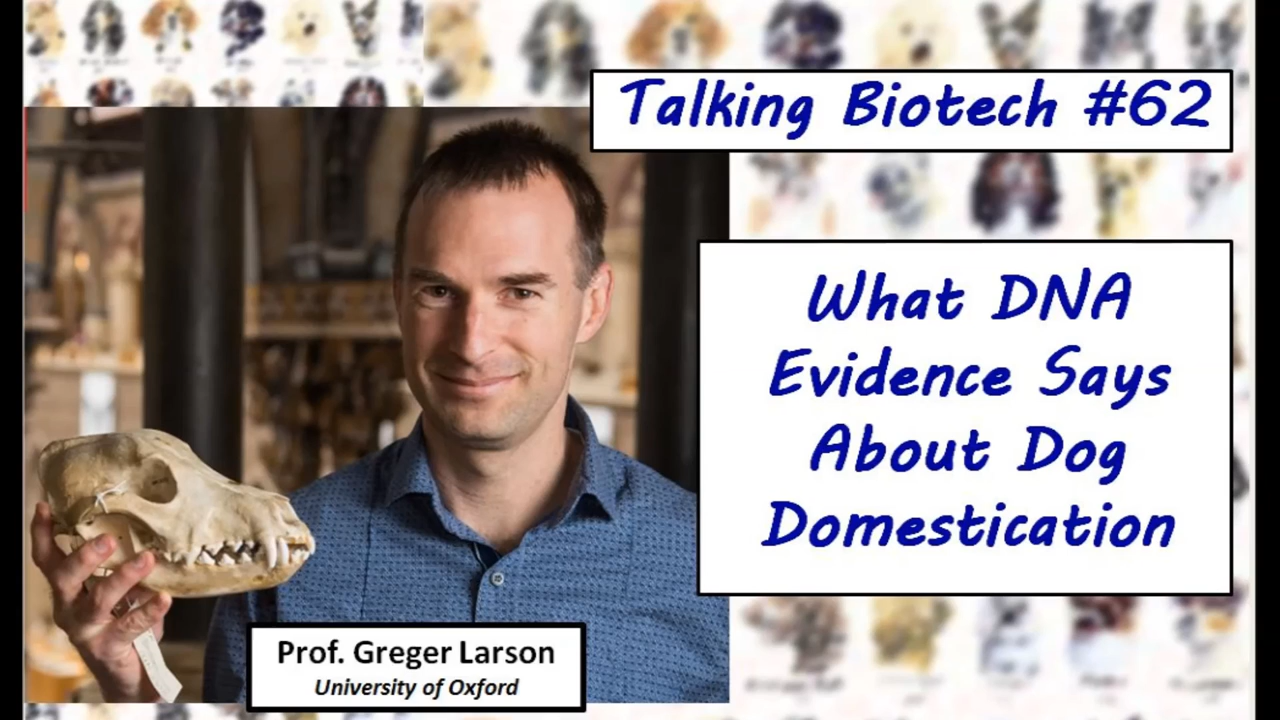 Talking Biotech #62
What DNA
Evidence Says
About Dog
Domestication
Prof. Greger Larson
University of Oxford